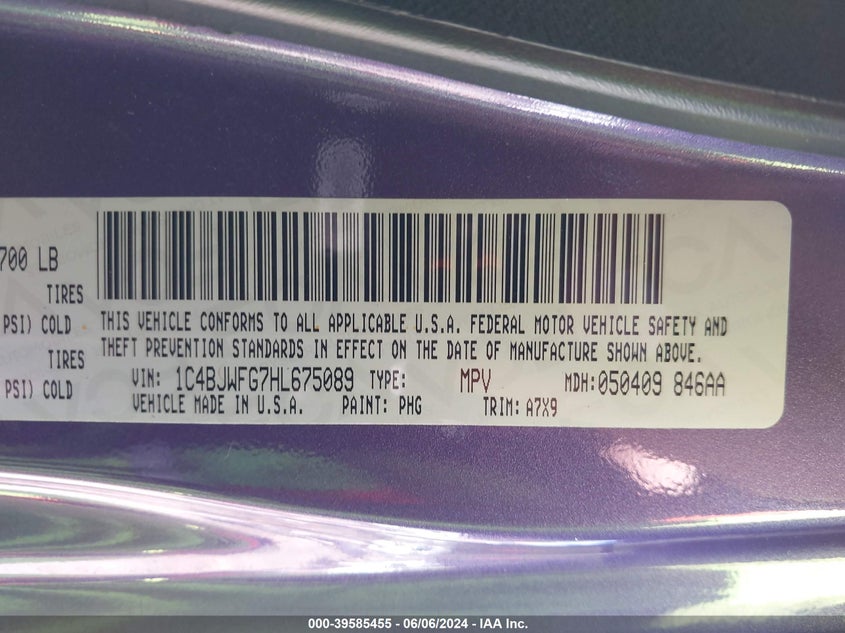 700 LB
TIRES
PSI) COLD
TIRES
PSI) COLD
THIS VEHICLE CONFORMS TO ALL APPLICABLE U.S.A. FEDERAL MOTOR VEHICLE SAFETY AND
THEFT PREVENTION STANDARDS IN EFFECT ON THE DATE OF MANUFACTURE SHOWN ABOVE.
VIN: 1C4BJWFG7HL675089 TYPE: MPV MDH:050409 846AA
VEHICLE MADE IN U.S.A. PAINT: PHG TRIM: A7X9
000-39585455 - 06/06/2024 - IAA Inc.